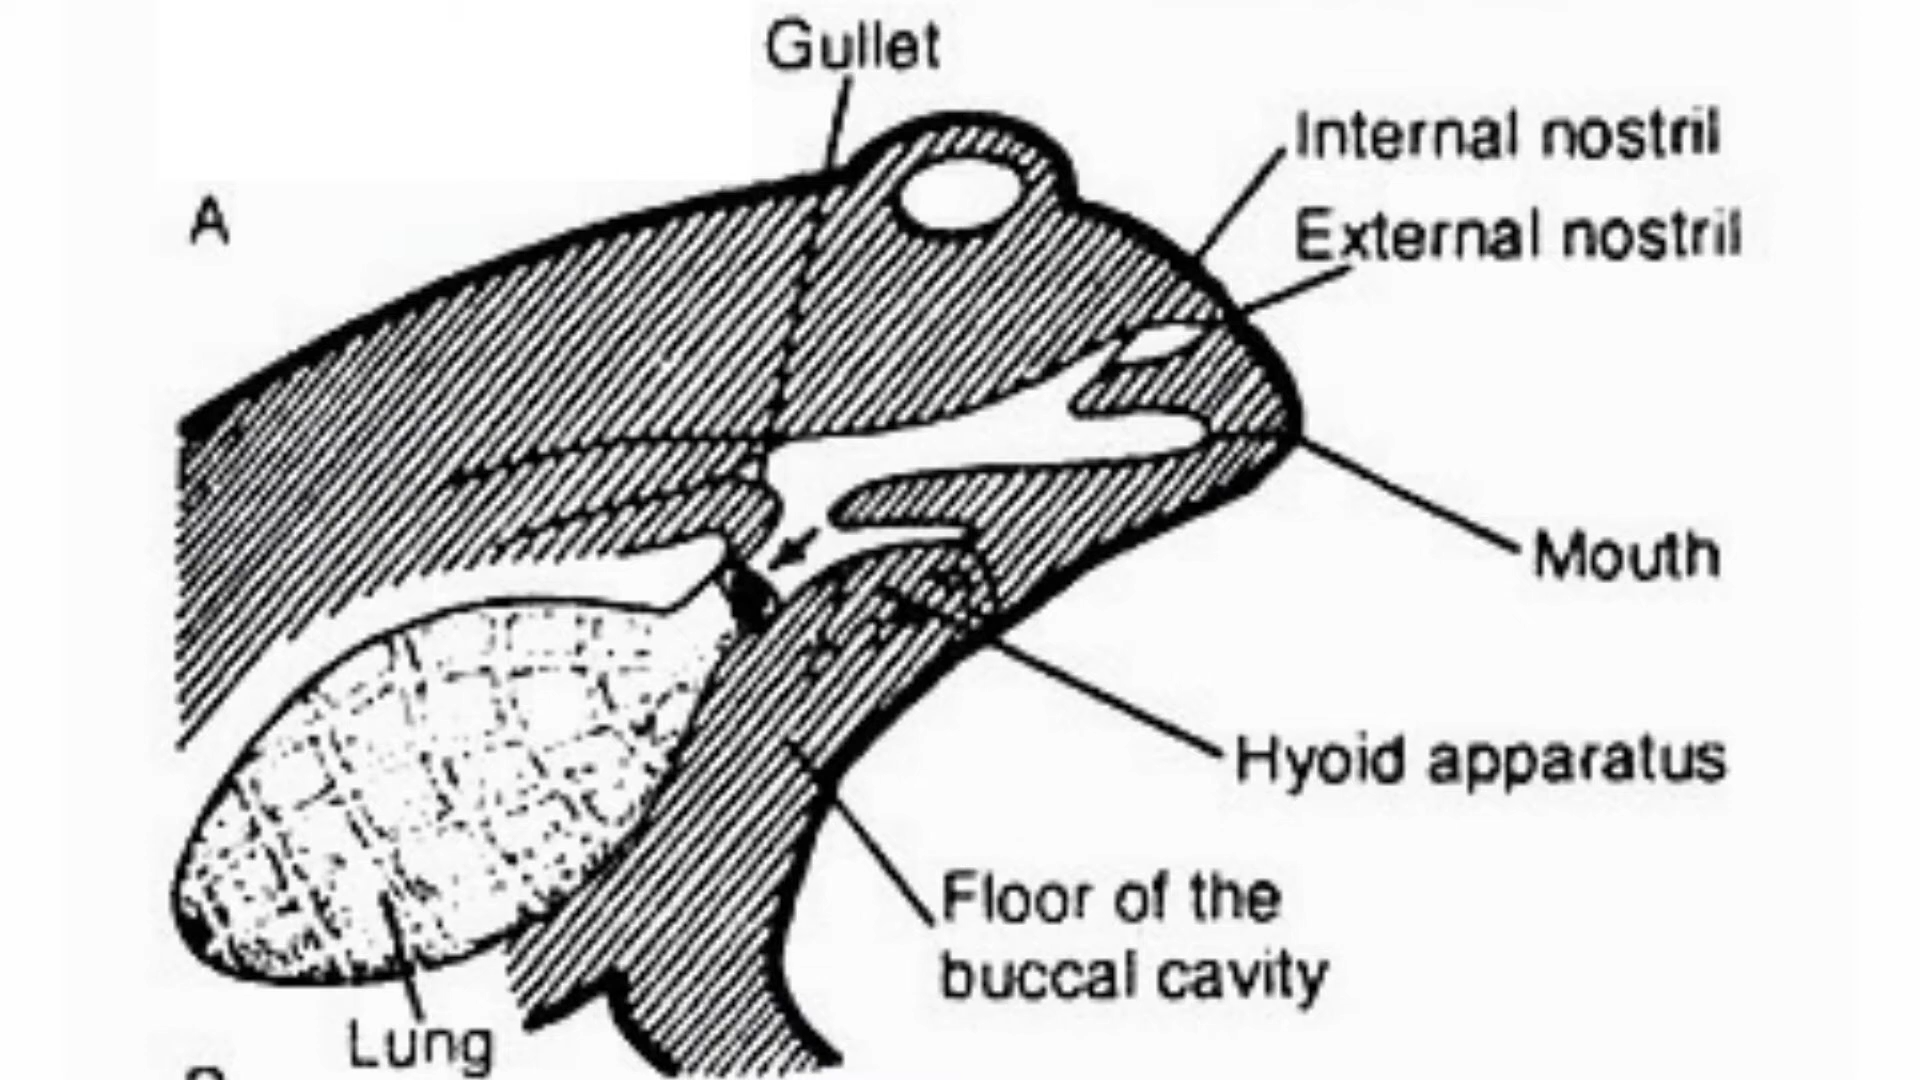 Gullet
Internal nostril
External nostril
A
Mouth
Hyoid apparatus
Floor of the
buccal cavity
Lung